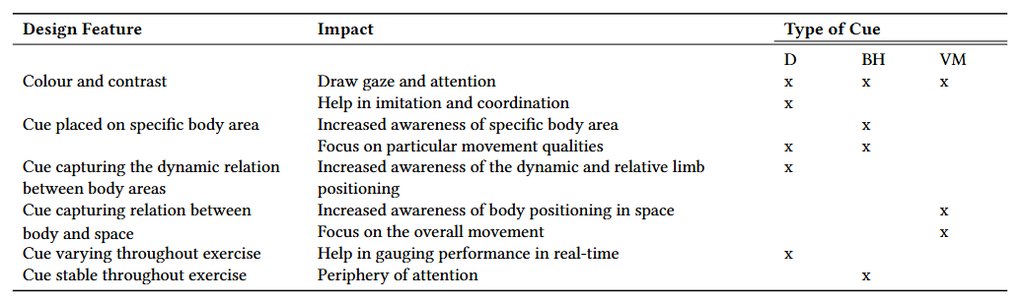 Design Feature Impact Type of Cue
D BH VM
Colour and contrast Draw gaze and attention x x x
Help in imitation and coordination x
Cue placed on specific body area Increased awareness of specific body area x
Focus on particular movement qualities x x
Cue capturing the dynamic relation Increased awareness of the dynamic and relative limb x
between body areas positioning
Cue capturing relation between Increased awareness of body positioning in space x
body and space Focus on the overall movement x
Cue varying throughout exercise Help in gauging performance in real-time x
Cue stable throughout exercise Periphery of attention x